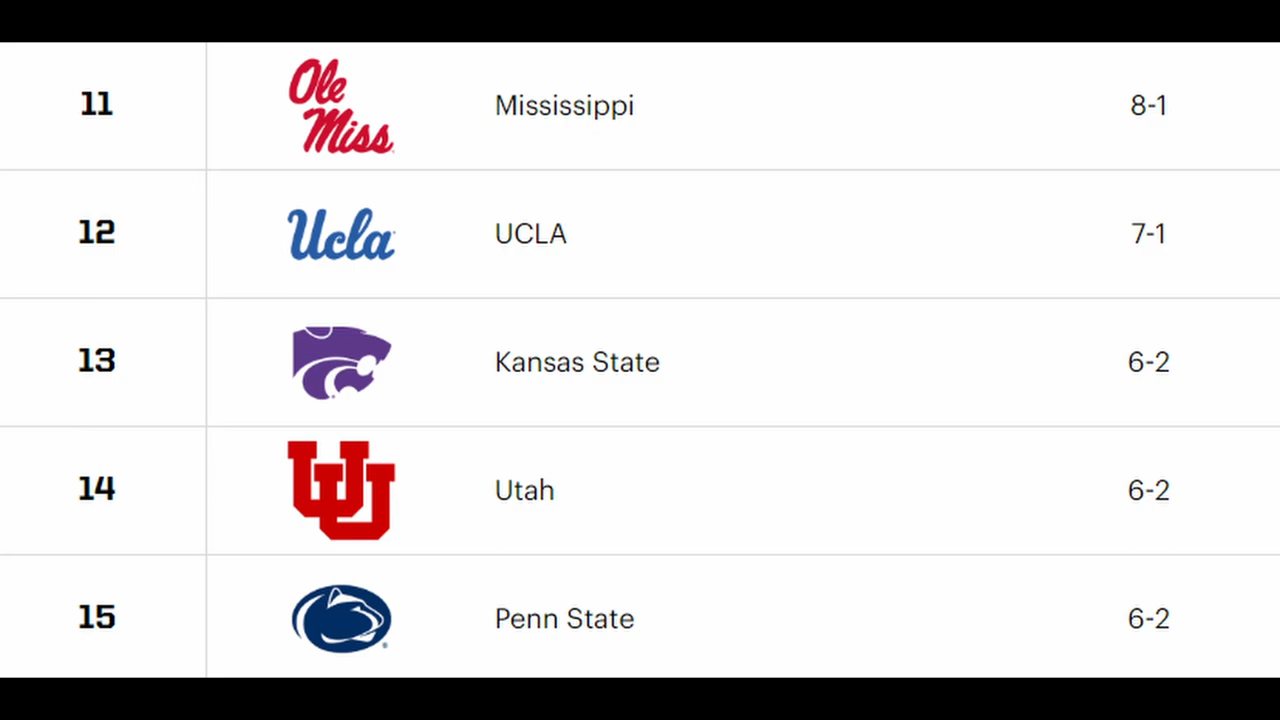 11 Ole Miss Mississippi 8-1
12 Ucla UCLA 7-1
13 Kansas State 6-2
14 UU Utah 6-2
15 Penn State 6-2